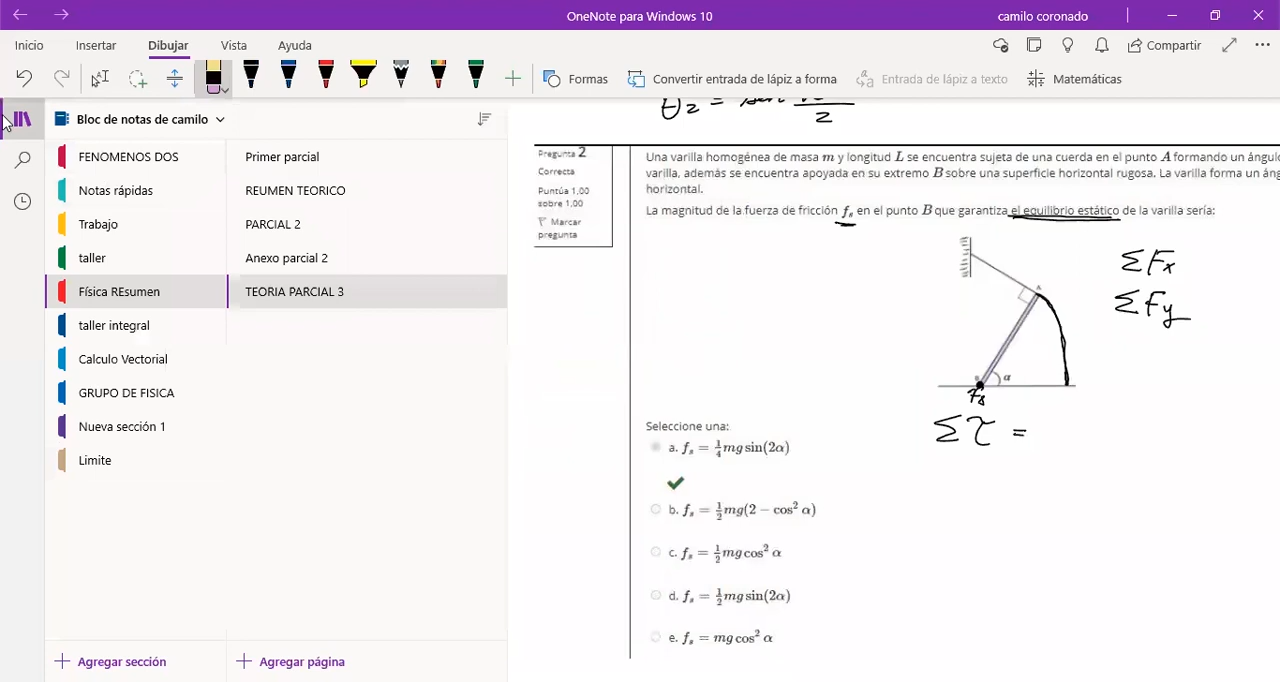 OneNote para Windows 10
camilo coronado
Inicio
Insertar
Dibujar
Vista
Ayuda
Compartir
Formas
Convertir entrada de lápiz a forma
Entrada de lápiz a texto
Matemáticas
Bloc de notas de camilo
FENOMENOS DOS
Notas rápidas
Trabajo
taller
Física REsumen
taller integral
Calculo Vectorial
GRUPO DE FISICA
Nueva sección 1
Limite
Agregar sección
Primer parcial
REUMEN TEORICO
PARCIAL 2
Anexo parcial 2
TEORIA PARCIAL 3
Agregar página
θ2 = sen
2
Pregunta 2
Correcta
Puntúa 1,00
sobre 1,00
Marcar
pregunta
Una varilla homogénea de masa m y longitud L se encuentra sujeta de una cuerda en el punto A formando un ángulo
varilla, además se encuentra apoyada en su extremo B sobre una superficie horizontal rugosa. La varilla forma un áng
horizontal.
La magnitud de la fuerza de fricción fs en el punto B que garantiza el equilibrio estático de la varilla sería:
ΣFx
ΣFy
A
α
fs
Στ =
Seleccione una:
a. fs = 1/4 mg sin(2α)
b. fs = 1/2 mg(2 − cos² α)
c. fs = 1/2 mg cos² α
d. fs = 1/2 mg sin(2α)
e. fs = mg cos² α